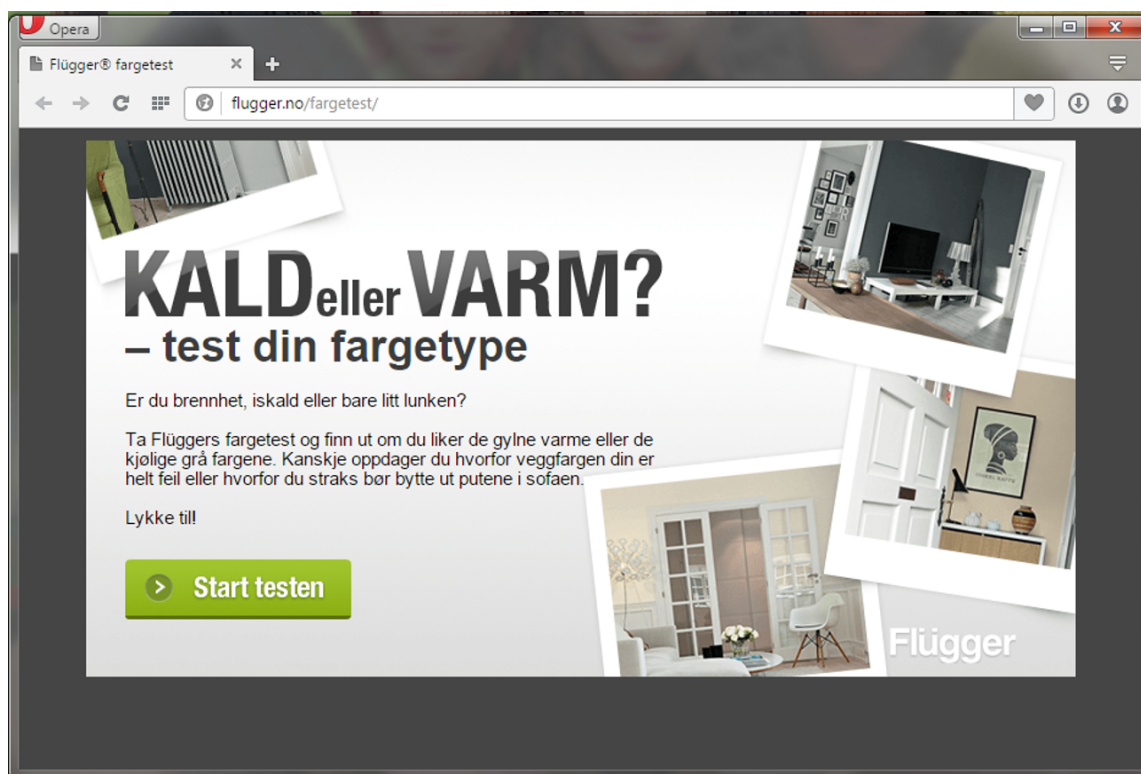 Opera
Flügger® fargetest
flugger.no/fargetest/
KALD eller VARM?
– test din fargetype
Er du brennhet, iskald eller bare litt lunken?
Ta Flüggers fargetest og finn ut om du liker de gylne varme eller de
kjølige grå fargene. Kanskje oppdager du hvorfor veggfargen din er
helt feil eller hvorfor du straks bør bytte ut putene i sofaen.
Lykke til!
Start testen
Flügger